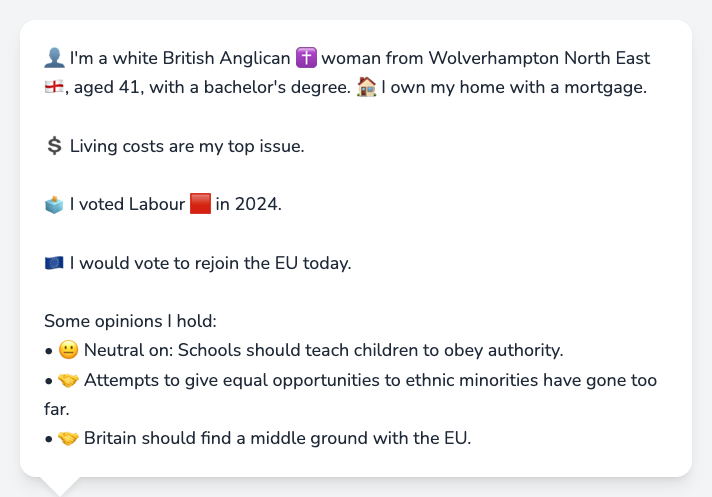 👤 I'm a white British Anglican ✝️ woman from Wolverhampton North East
🏴󠁧󠁢󠁥󠁮󠁧󠁿, aged 41, with a bachelor's degree. 🏠 I own my home with a mortgage.
💲 Living costs are my top issue.
🗳️ I voted Labour 🟥 in 2024.
🇪🇺 I would vote to rejoin the EU today.
Some opinions I hold:
• 😐 Neutral on: Schools should teach children to obey authority.
• 🤝 Attempts to give equal opportunities to ethnic minorities have gone too
far.
• 🤝 Britain should find a middle ground with the EU.